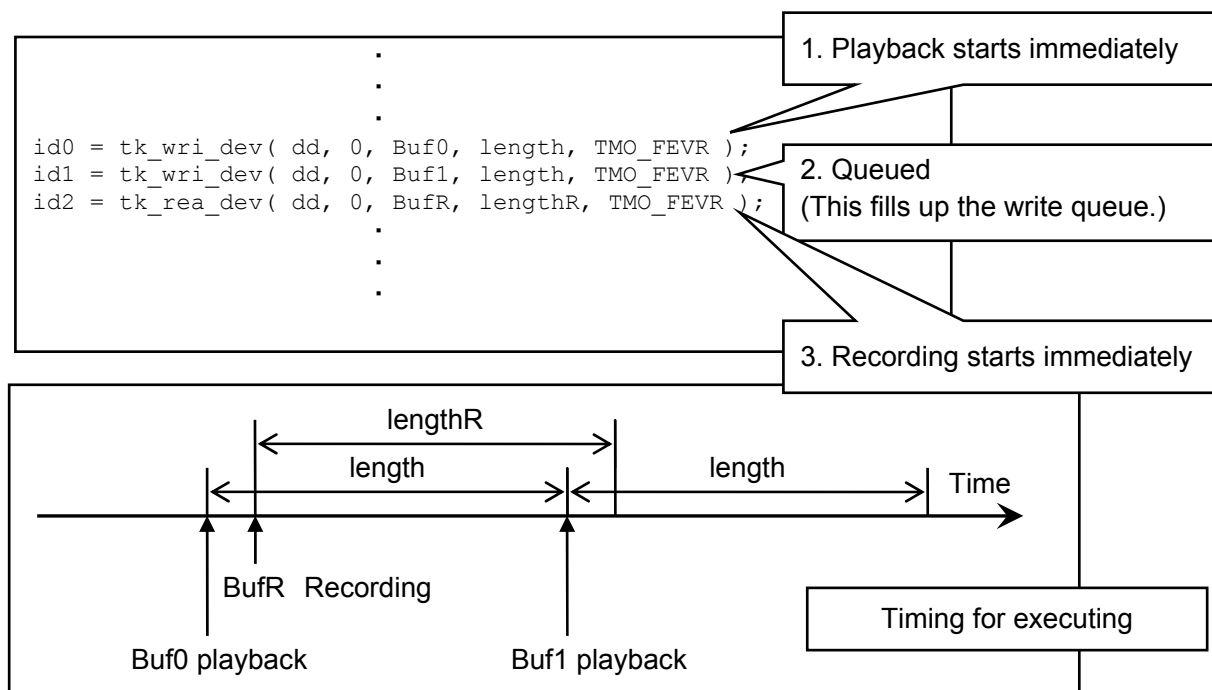 1. Playback starts immediately
.
.
.
id0 = tk_wri_dev( dd, 0, Buf0, length, TMO_FEVR );
id1 = tk_wri_dev( dd, 0, Buf1, length, TMO_FEVR );
id2 = tk_rea_dev( dd, 0, BufR, lengthR, TMO_FEVR );
.
.
.
2. Queued
(This fills up the write queue.)
3. Recording starts immediately
lengthR
length
length
Time
BufR Recording
Buf0 playback
Buf1 playback
Timing for executing